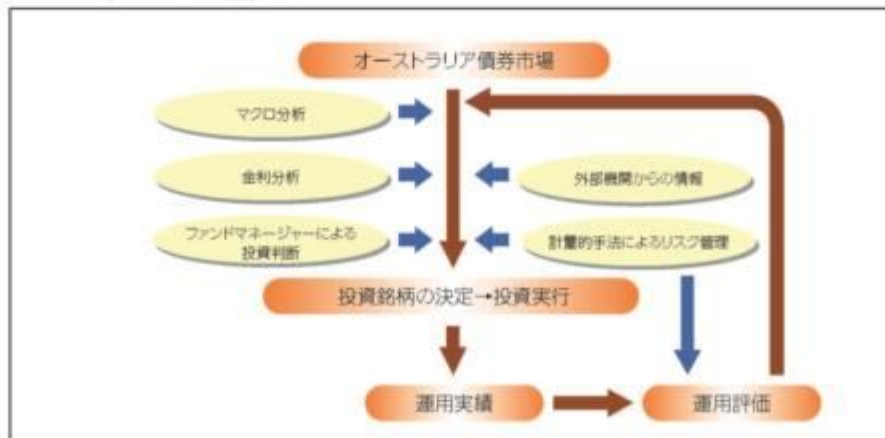 オーストラリア債券市場
マクロ分析
金利分析
外部機関からの情報
ファンドマネージャーによる
投資判断
計量的手法によるリスク管理
投資銘柄の決定→投資実行
運用実績
運用評価